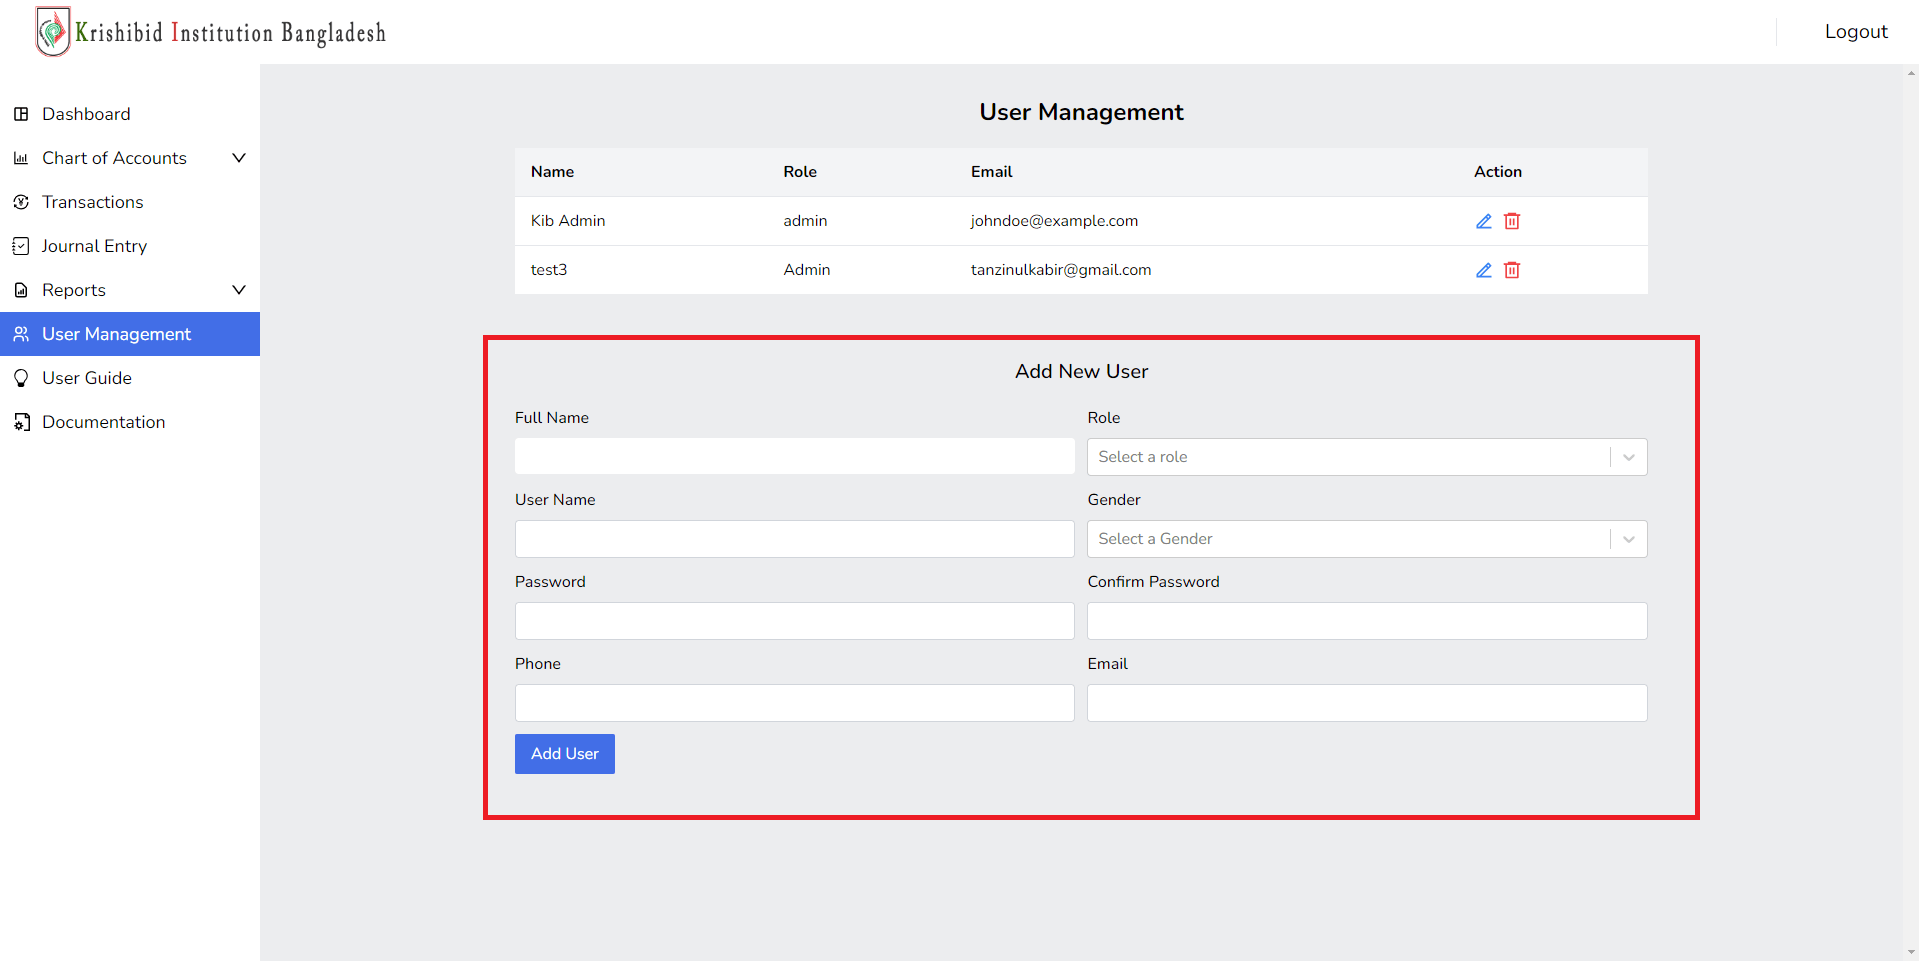 Krishibid Institution Bangladesh
Logout
Dashboard
Chart of Accounts
Transactions
Journal Entry
Reports
User Management
User Guide
Documentation
User Management
Name Role Email Action
Kib Admin admin johndoe@example.com
test3 Admin tanzinulkabir@gmail.com
Add New User
Full Name Role
Select a role
User Name Gender
Select a Gender
Password Confirm Password
Phone Email
Add User